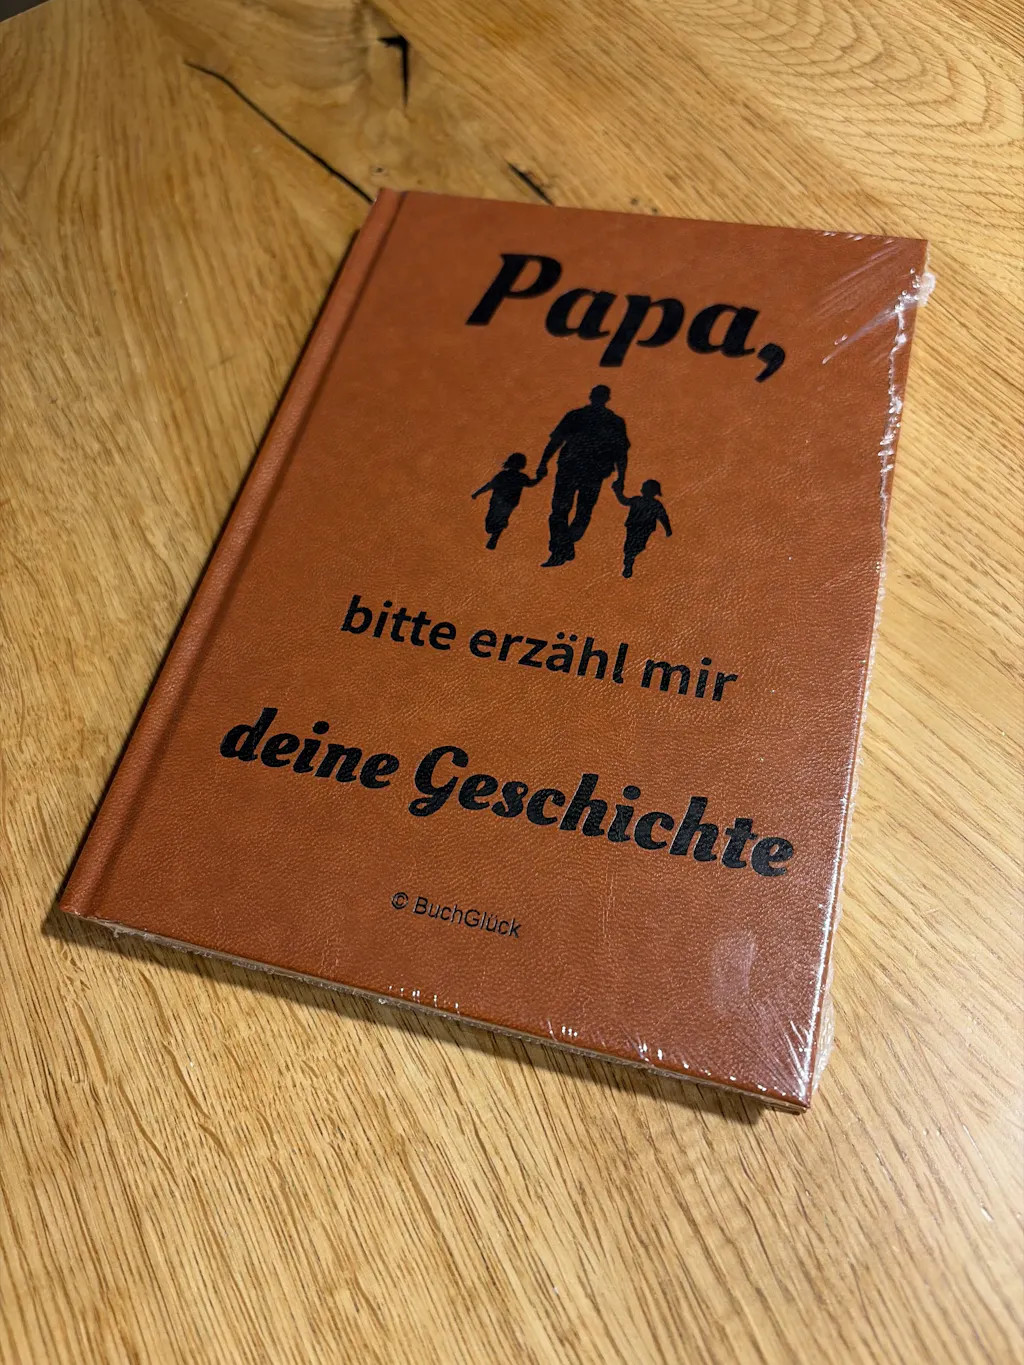 Papa,
bitte erzähl mir
deine Geschichte
© BuchGlück